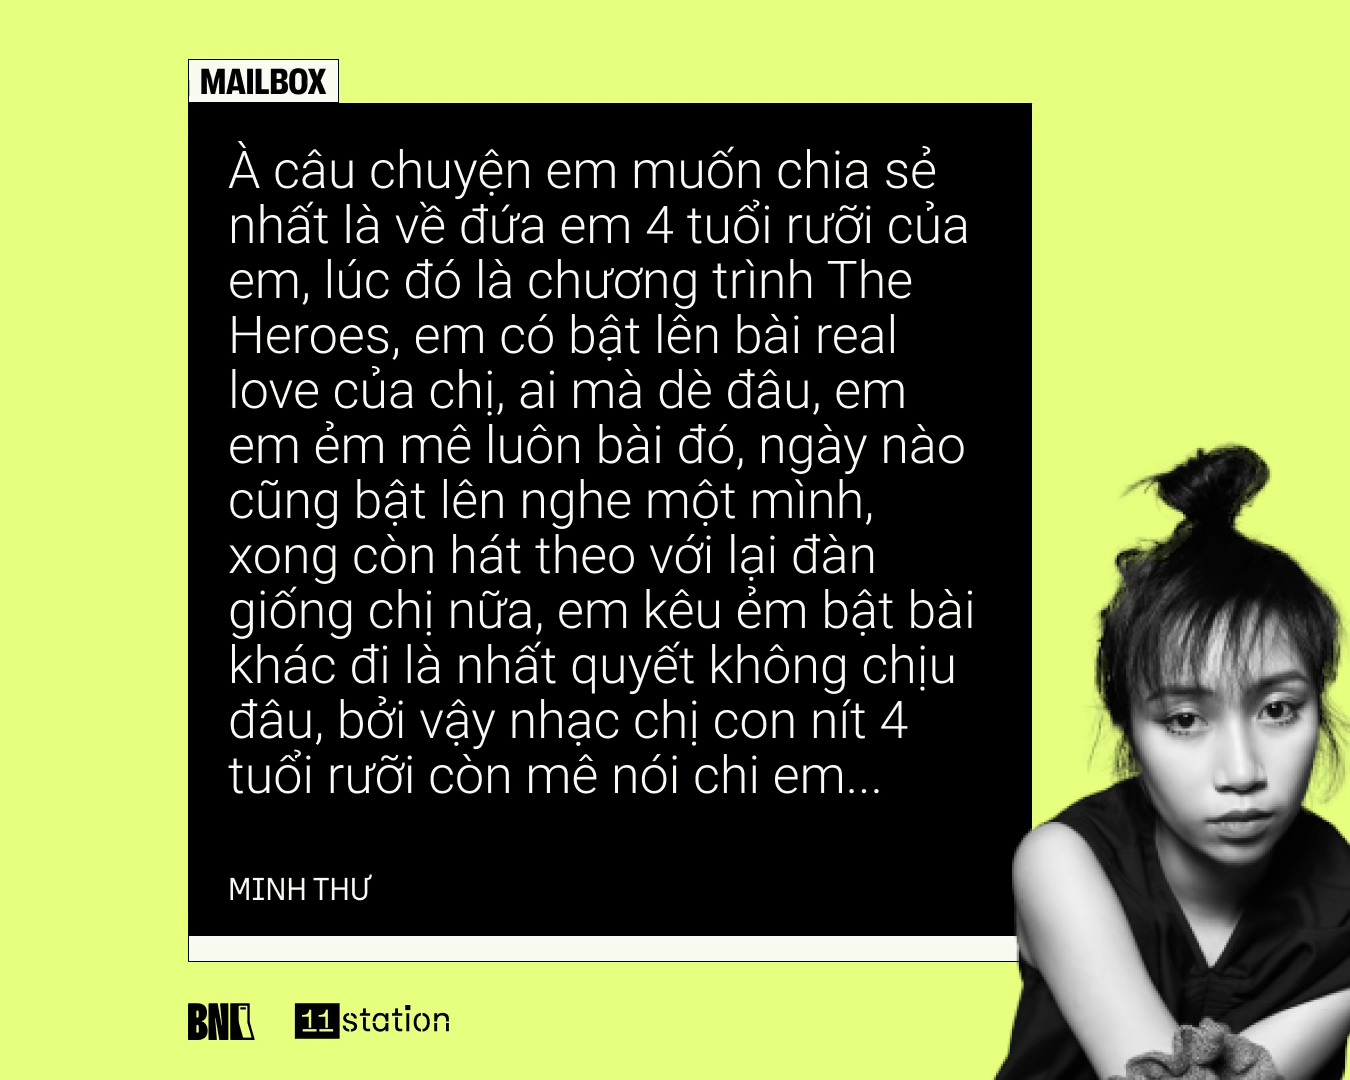 MAILBOX
À câu chuyện em muốn chia sẻ
nhất là về đứa em 4 tuổi rưỡi của
em, lúc đó là chương trình The
Heroes, em có bật lên bài real
love của chị, ai mà dè đâu, em
em ẻm mê luôn bài đó, ngày nào
cũng bật lên nghe một mình,
xong còn hát theo với lại đàn
giống chị nữa, em kêu ẻm bật bài
khác đi là nhất quyết không chịu
đâu, bởi vậy nhạc chị con nít 4
tuổi rưỡi còn mê nói chi em...
MINH THƯ
11station